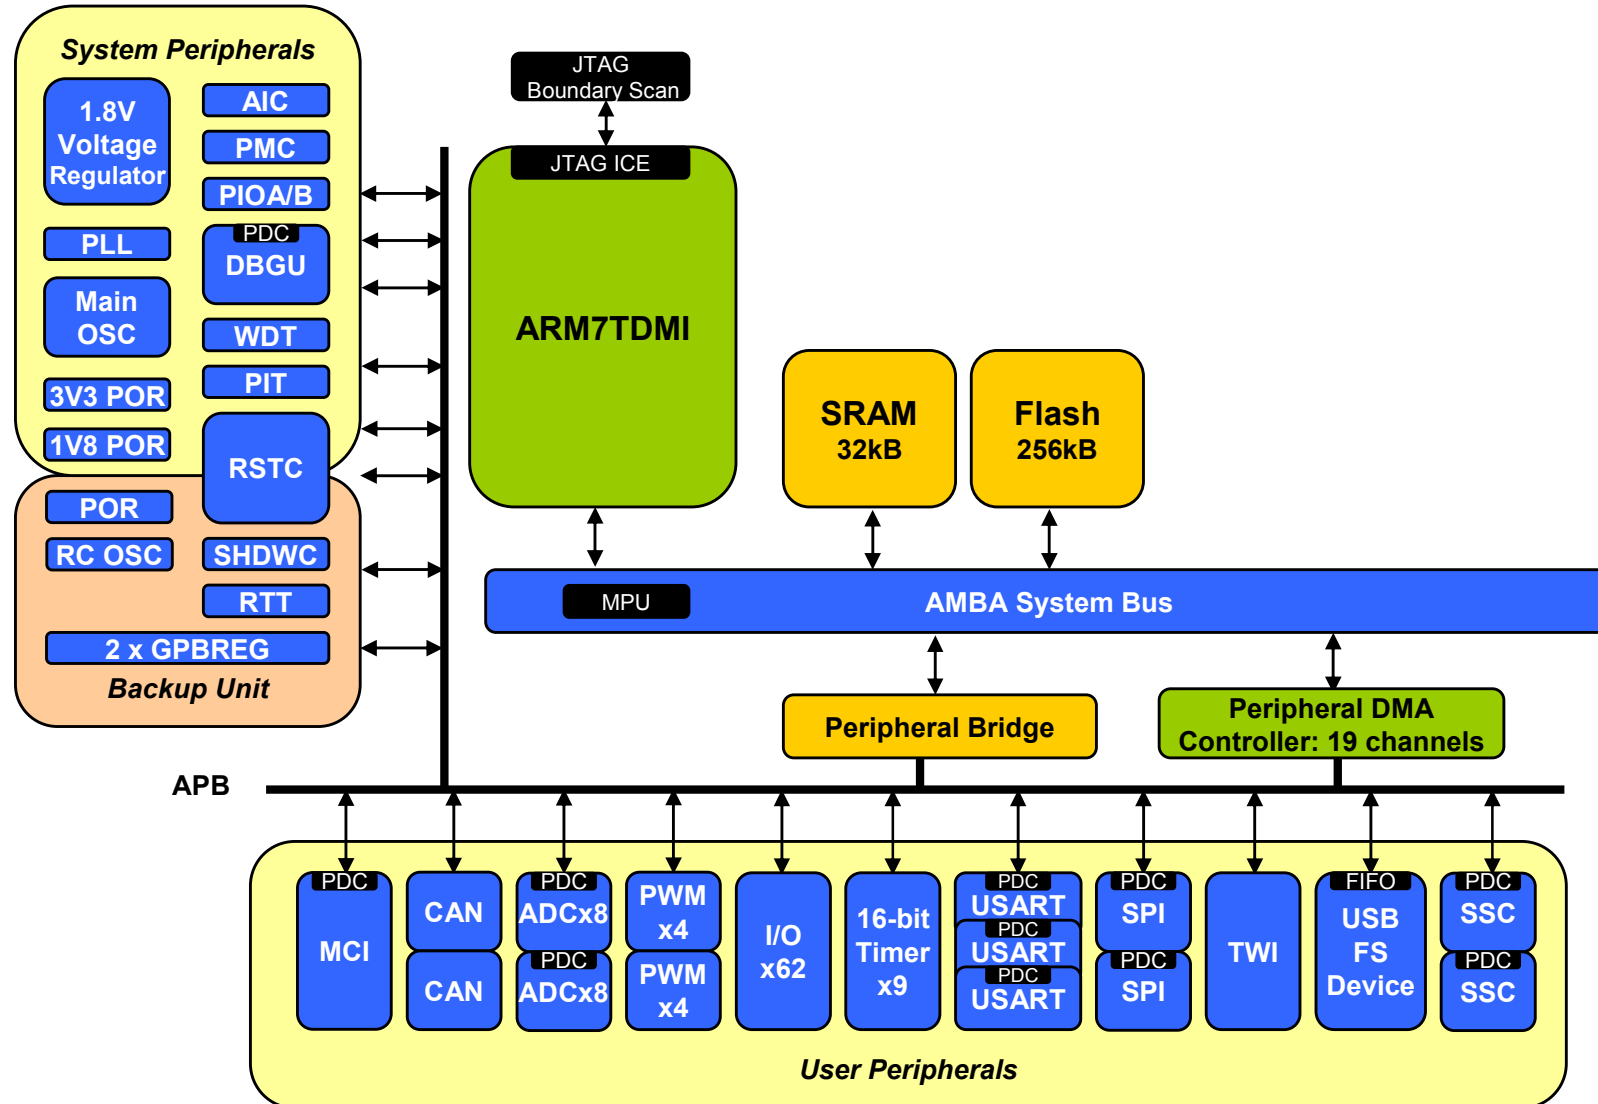 System Peripherals
1.8V
Voltage
Regulator
PLL
Main
OSC
3V3 POR
1V8 POR
AIC
PMC
PIOA/B
PDC
DBGU
WDT
PIT
RSTC
POR
RC OSC
SHDWC
RTT
2 x GPBREG
Backup Unit
JTAG
Boundary Scan
JTAG ICE
ARM7TDMI
SRAM
32kB
Flash
256kB
MPU
AMBA System Bus
Peripheral Bridge
Peripheral DMA
Controller: 19 channels
APB
PDC
MCI
CAN
CAN
PDC
ADCx8
PDC
ADCx8
PWM
x4
PWM
x4
I/O
x62
16-bit
Timer
x9
PDC
USART
PDC
USART
PDC
USART
PDC
SPI
PDC
SPI
TWI
FIFO
USB
FS
Device
PDC
SSC
PDC
SSC
User Peripherals